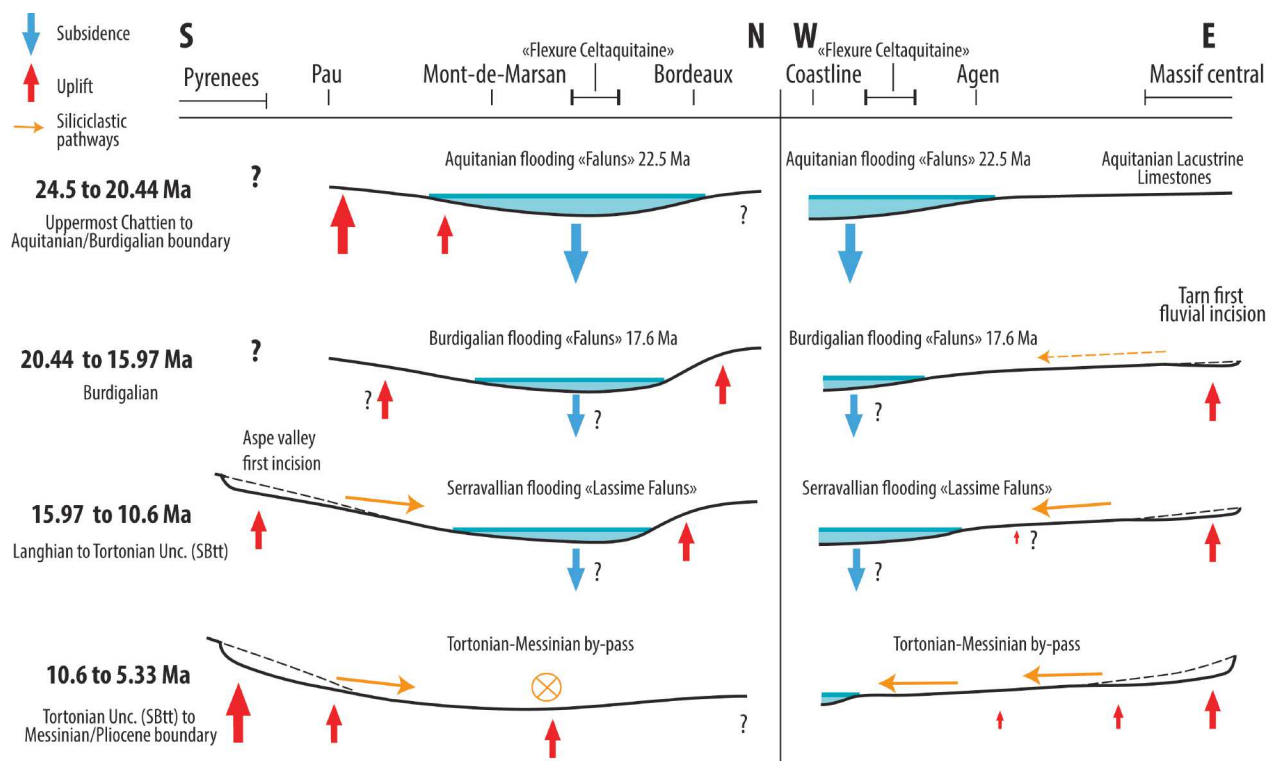 Subsidence
Uplift
Siliciclastic
pathways
S
N
W
E
«Flexure Celtaquitaine»
«Flexure Celtaquitaine»
Pyrenees
Pau
Mont-de-Marsan
Bordeaux
Coastline
Agen
Massif central
24.5 to 20.44 Ma
Uppermost Chattien to
Aquitanian/Burdigalian boundary
?
Aquitanian flooding «Faluns» 22.5 Ma
?
Aquitanian flooding «Faluns» 22.5 Ma
Aquitanian Lacustrine
Limestones
20.44 to 15.97 Ma
Burdigalian
?
Burdigalian flooding «Faluns» 17.6 Ma
?
?
Burdigalian flooding «Faluns» 17.6 Ma
?
Tarn first
fluvial incision
15.97 to 10.6 Ma
Langhian to Tortonian Unc. (SBtt)
Aspe valley
first incision
Serravallian flooding «Lassime Faluns»
?
Serravallian flooding «Lassime Faluns»
?
?
10.6 to 5.33 Ma
Tortonian Unc. (SBtt) to
Messinian/Pliocene boundary
Tortonian-Messinian by-pass
?
Tortonian-Messinian by-pass